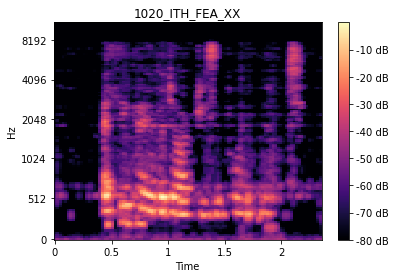 1020_ITH_FEA_XX
8192
4096
2048
1024
512
0
Hz
0
0.5
1
1.5
2
Time
-10 dB
-20 dB
-30 dB
-40 dB
-50 dB
-60 dB
-70 dB
-80 dB